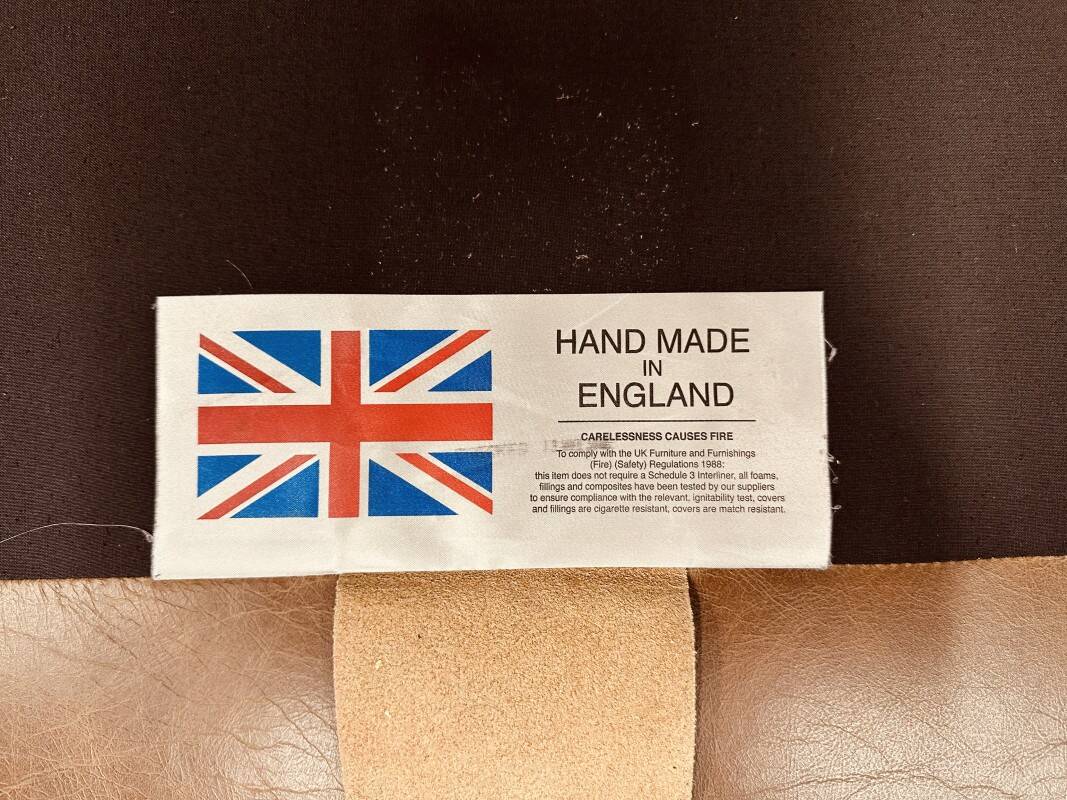 HAND MADE
IN
ENGLAND
CARELESSNESS CAUSES FIRE
To comply with the UK Furniture and Furnishings
(Fire) (Safety) Regulations 1988:
this item does not require a Schedule 3 Interliner, all foams,
fillings and composites have been tested by our suppliers
to ensure compliance with the relevant, ignitability test, covers
and fillings are cigarette resistant, covers are match resistant.